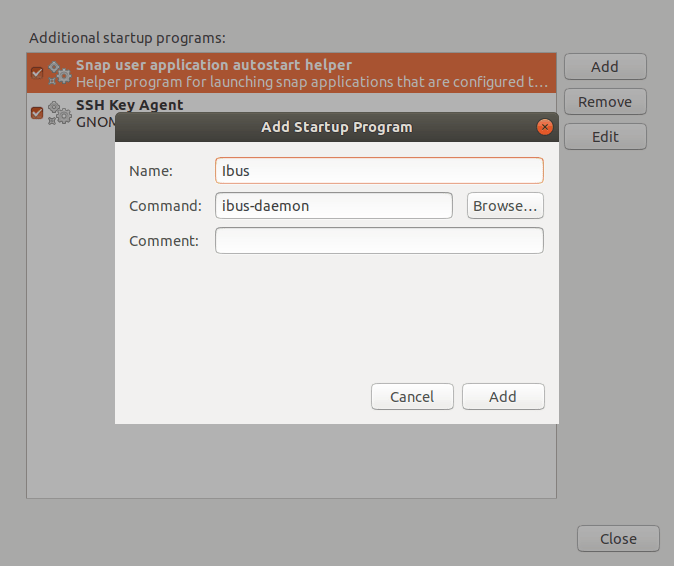 Additional startup programs:
Snap user application autostart helper
Helper program for launching snap applications that are configured t...
SSH Key Agent
GNOM
Add
Remove
Edit
Add Startup Program
Name:
Ibus
Command:
ibus-daemon
Browse...
Comment:
Cancel
Add
Close